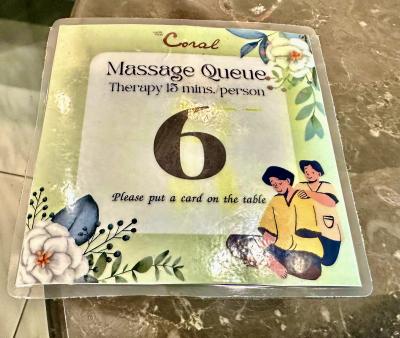 Coral
Massage Queue
Therapy 15 mins./person
6
Please put a card on the table